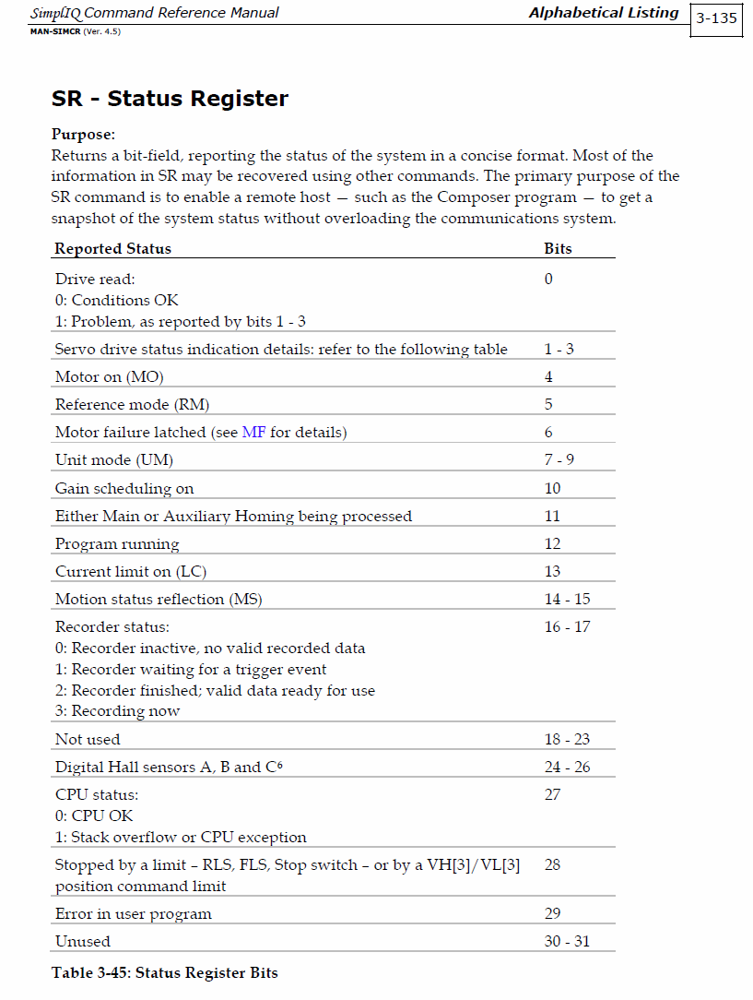 SimplIQ Command Reference Manual Alphabetical Listing 3-135
MAN-SIMCR (Ver. 4.5)
SR - Status Register
Purpose:
Returns a bit-field, reporting the status of the system in a concise format. Most of the
information in SR may be recovered using other commands. The primary purpose of the
SR command is to enable a remote host — such as the Composer program — to get a
snapshot of the system status without overloading the communications system.
Reported Status Bits
Drive read: 0
0: Conditions OK
1: Problem, as reported by bits 1 - 3
Servo drive status indication details: refer to the following table 1 - 3
Motor on (MO) 4
Reference mode (RM) 5
Motor failure latched (see MF for details) 6
Unit mode (UM) 7 - 9
Gain scheduling on 10
Either Main or Auxiliary Homing being processed 11
Program running 12
Current limit on (LC) 13
Motion status reflection (MS) 14 - 15
Recorder status: 16 - 17
0: Recorder inactive, no valid recorded data
1: Recorder waiting for a trigger event
2: Recorder finished; valid data ready for use
3: Recording now
Not used 18 - 23
Digital Hall sensors A, B and C⁶ 24 - 26
CPU status: 27
0: CPU OK
1: Stack overflow or CPU exception
Stopped by a limit – RLS, FLS, Stop switch – or by a VH[3]/VL[3] 28
position command limit
Error in user program 29
Unused 30 - 31
Table 3-45: Status Register Bits